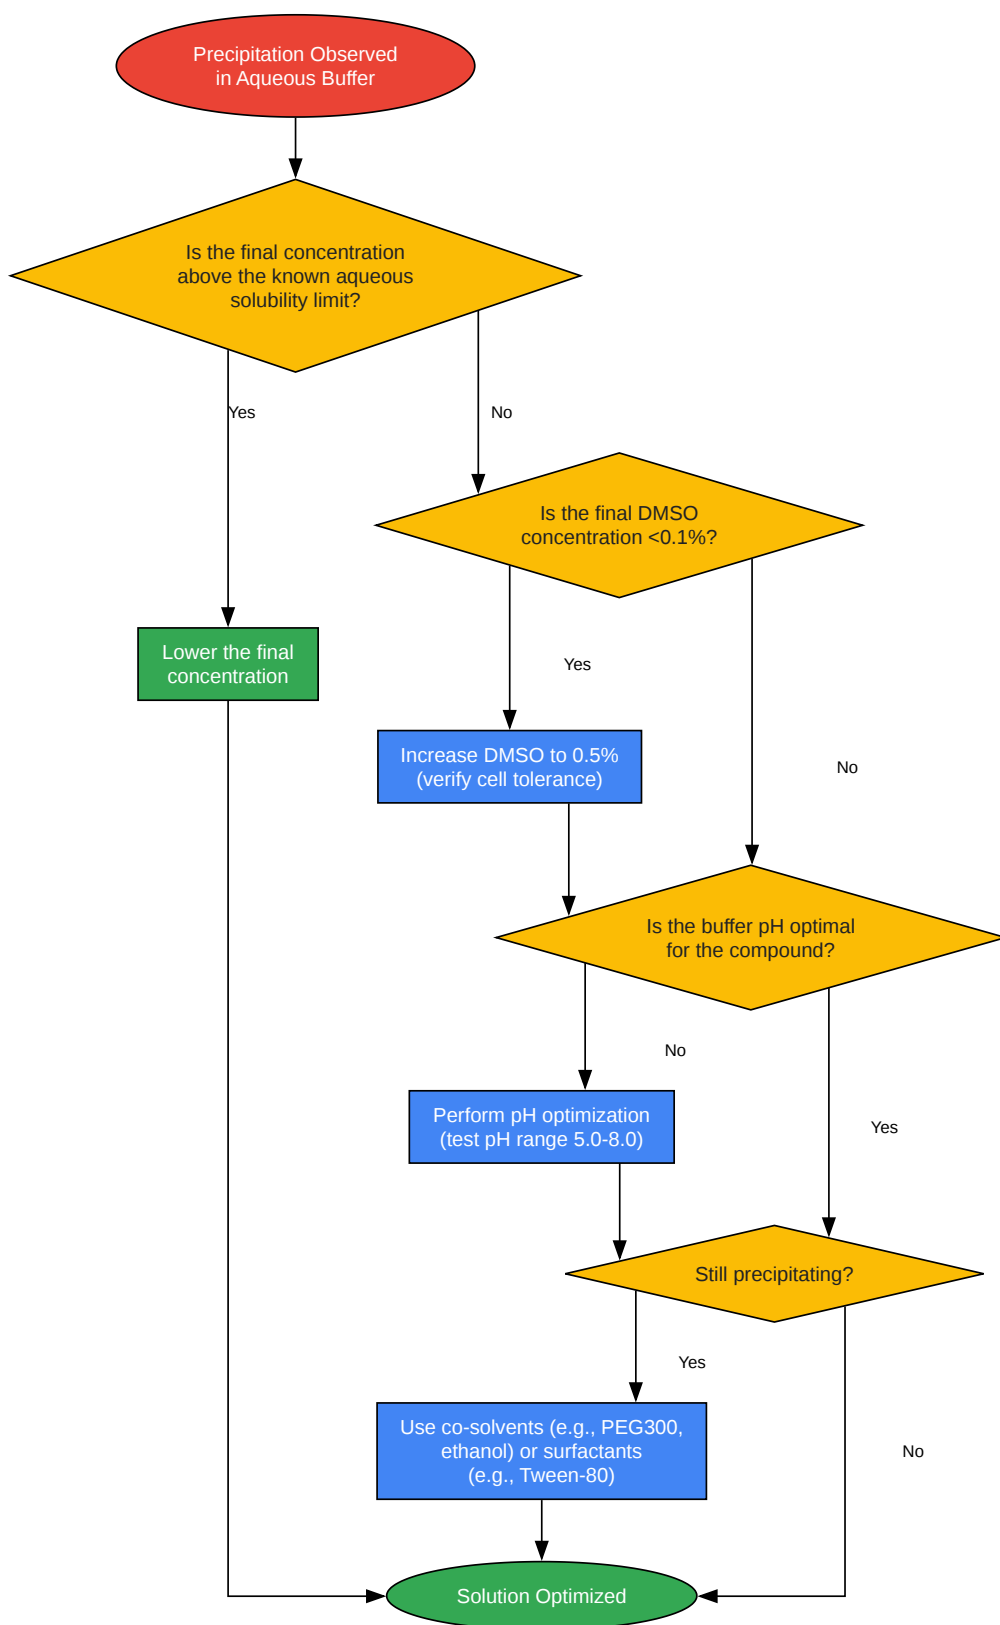 Precipitation Observed
in Aqueous Buffer
Is the final concentration
above the known aqueous
solubility limit?
Yes
No
Is the final DMSO
concentration <0.1%?
Lower the final
concentration
Yes
Increase DMSO to 0.5%
(verify cell tolerance)
No
Is the buffer pH optimal
for the compound?
No
Perform pH optimization
(test pH range 5.0-8.0)
Yes
Still precipitating?
Yes
Use co-solvents (e.g., PEG300,
ethanol) or surfactants
(e.g., Tween-80)
No
Solution Optimized